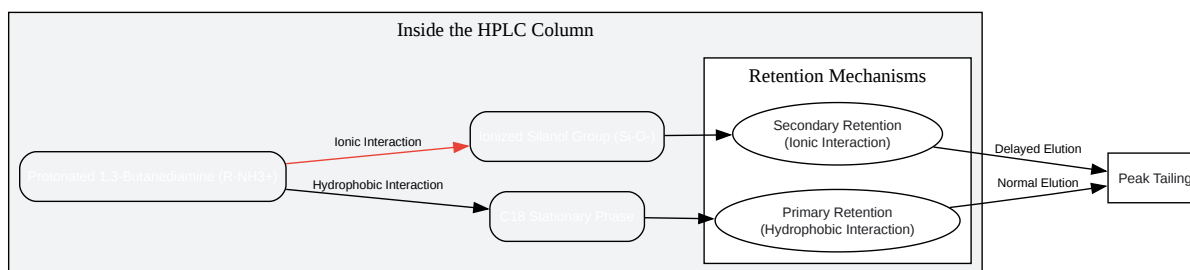 Inside the HPLC Column
Retention Mechanisms
Protonated 1,3-Butanediamine (R-NH3+)
Ionic Interaction
Hydrophobic Interaction
Ionized Silanol Group (Si-O-)
C18 Stationary Phase
Secondary Retention
(Ionic Interaction)
Primary Retention
(Hydrophobic Interaction)
Delayed Elution
Normal Elution
Peak Tailing